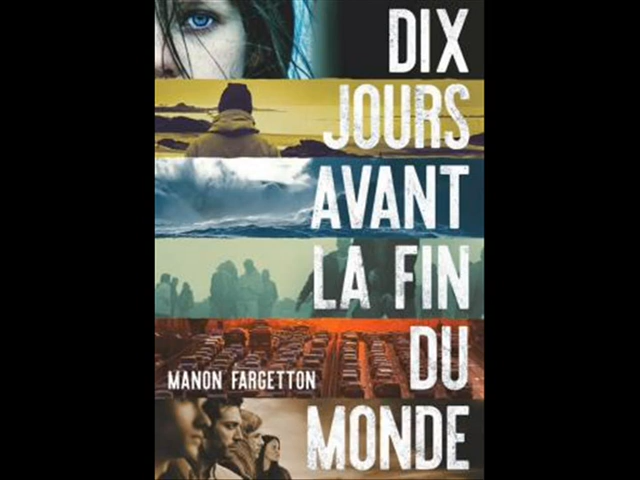 DIX
JOURS
AVANT
LA FIN
DU
MANON FARGETTON
MONDE